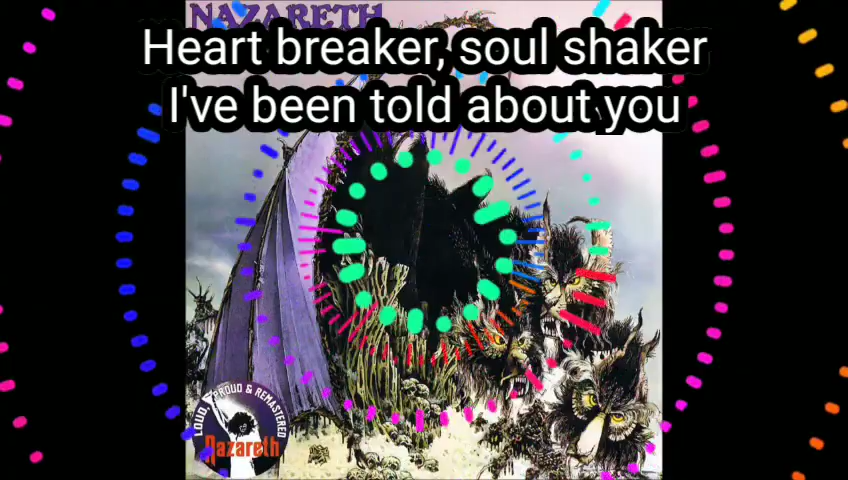 NAZARETH
Heart breaker, soul shaker
I've been told about you
LOUD, PROUD & REMASTERED
Nazareth